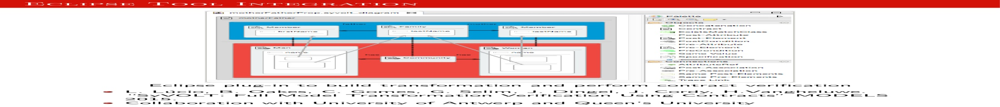 Eclipse Tool Integration
motherFatherProp.syvolt_diagram
motherFather
father mother
Member Family Member
firstName lastName lastName
Man Woman
name name
has has
Community
Palette
Objects
Concatenation
Contract
ExistsMatchClass
Post-Attribute
Post-Element
PostCondition
Pre-Attribute
Pre-Element
PreCondition
Same Value
Specification
Connections
AttributeRef
Post-Association
Pre-Association
Same Post-Elements
Same Pre-Elements
Trace Link
Eclipse plug-in to build transformation and perform contract verification
L. Lúcio, B. Oakes, C. Gomes, G. Selim, J. Dingel, J. Cordy, H.Vangheluwe.
“SyVOLT: Full Model Transformation Verification Using Contracts” MODELS
2015.
Collaboration with University of Antwerp and Queen's University